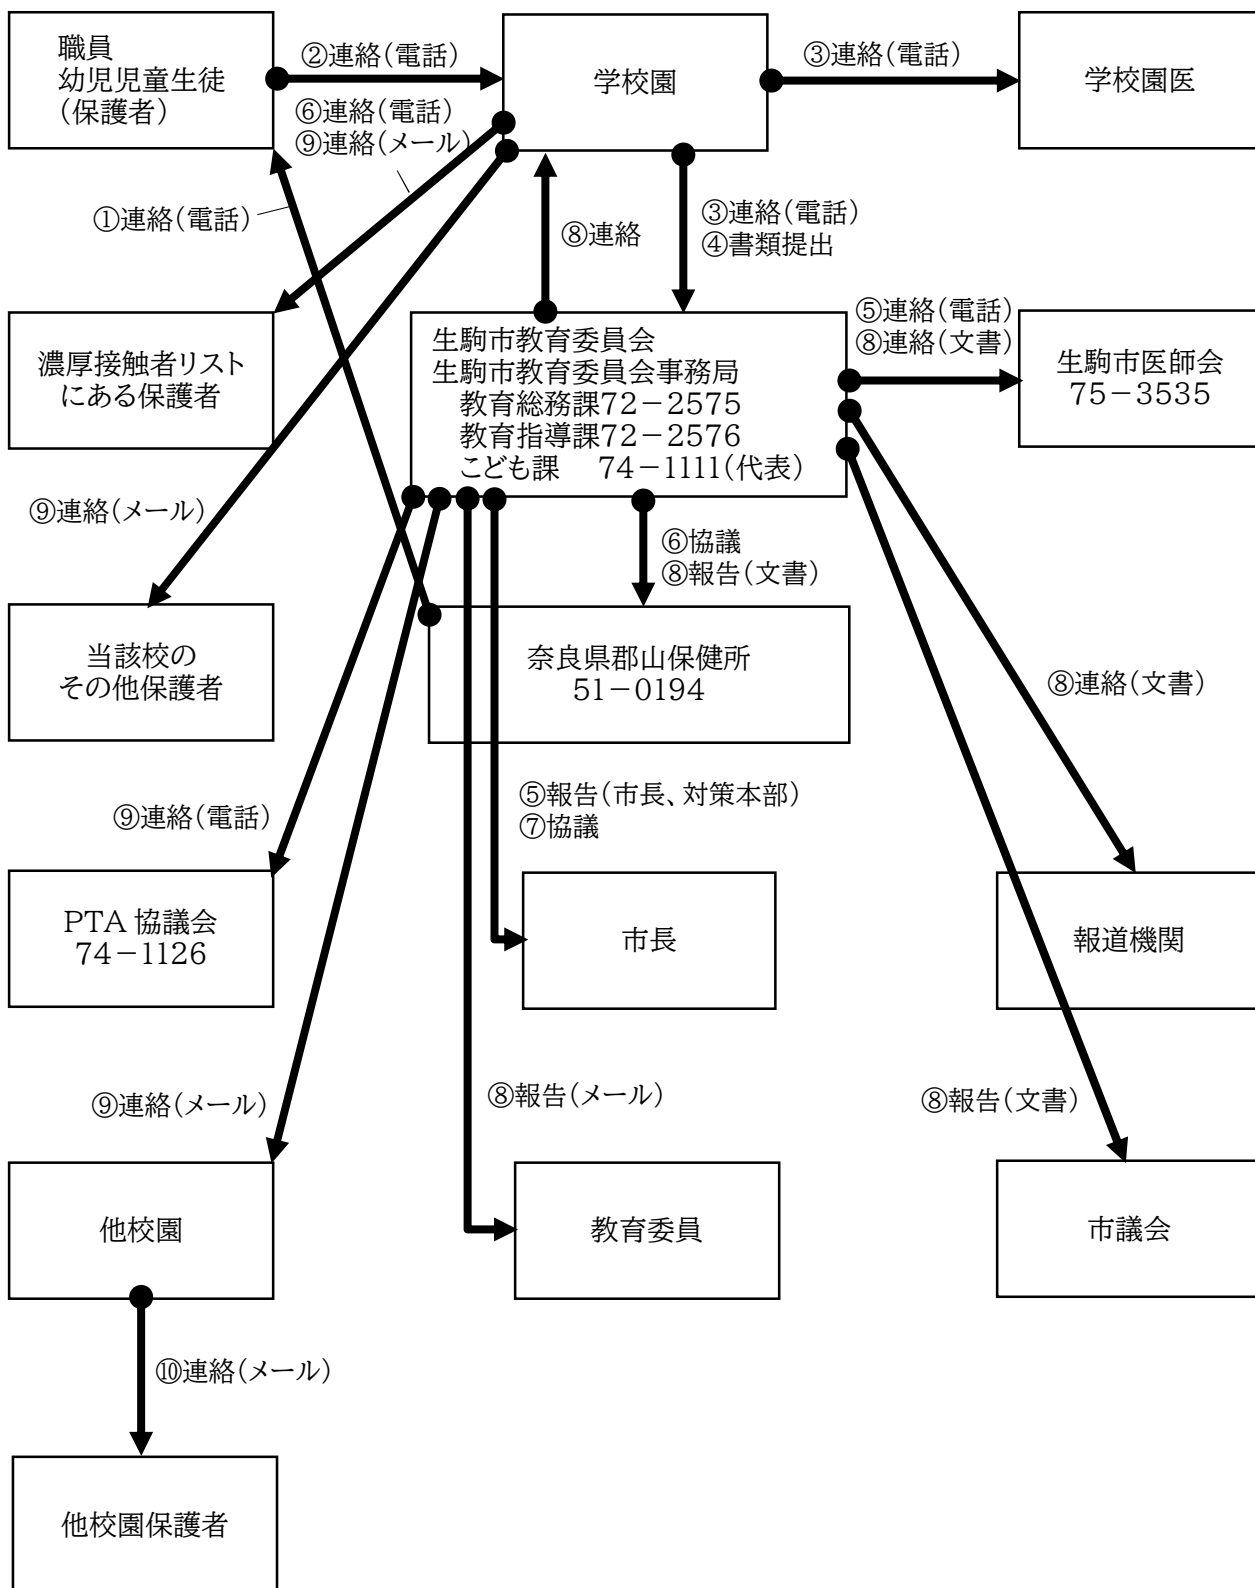 職員
幼児児童生徒
(保護者)
②連絡(電話)
学校園
③連絡(電話)
学校園医
⑥連絡(電話)
⑨連絡(メール)
①連絡(電話)
⑧連絡
③連絡(電話)
④書類提出
濃厚接触者リスト
にある保護者
生駒市教育委員会
生駒市教育委員会事務局
教育総務課72-2575
教育指導課72-2576
こども課 74-1111(代表)
⑤連絡(電話)
⑧連絡(文書)
生駒市医師会
75-3535
⑨連絡(メール)
⑥協議
⑧報告(文書)
当該校の
その他保護者
奈良県郡山保健所
51-0194
⑧連絡(文書)
⑨連絡(電話)
⑤報告(市長、対策本部)
⑦協議
PTA 協議会
74-1126
市長
報道機関
⑨連絡(メール)
⑧報告(メール)
⑧報告(文書)
他校園
教育委員
市議会
⑩連絡(メール)
他校園保護者